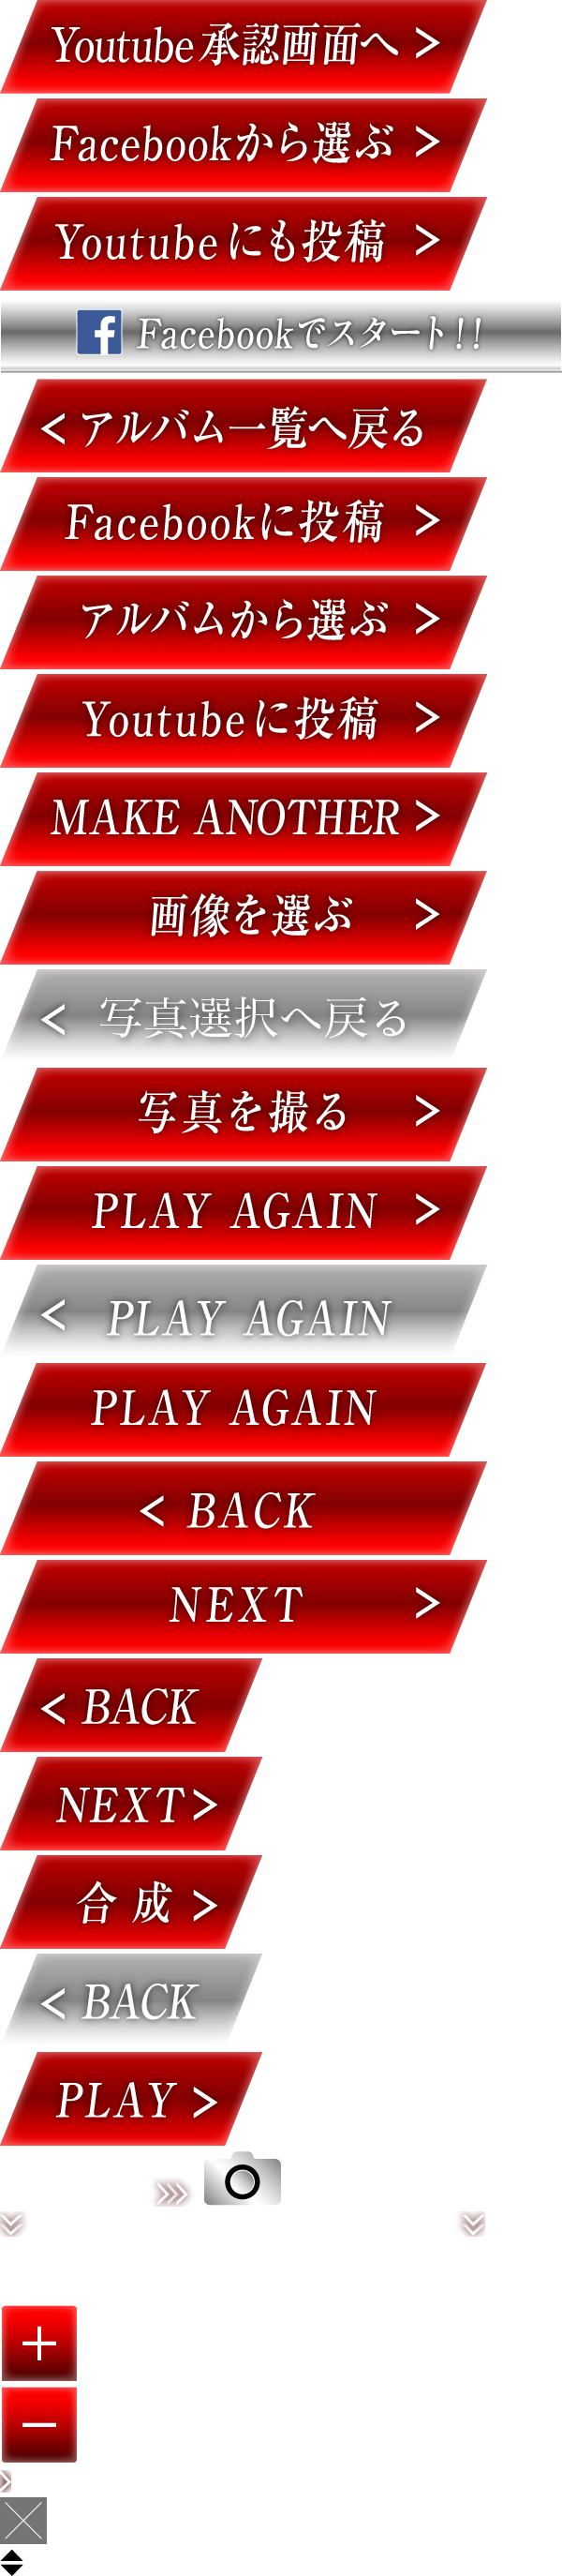 Youtube承認画面へ >
Facebookから選ぶ >
Youtubeにも投稿 >
f Facebookでスタート!!
< アルバム一覧へ戻る
Facebookに投稿 >
アルバムから選ぶ >
Youtubeに投稿 >
MAKE ANOTHER >
画像を選ぶ >
< 写真選択へ戻る
写真を撮る >
PLAY AGAIN >
< PLAY AGAIN
PLAY AGAIN
< BACK
NEXT >
< BACK
NEXT >
合成 >
< BACK
PLAY >
+
−